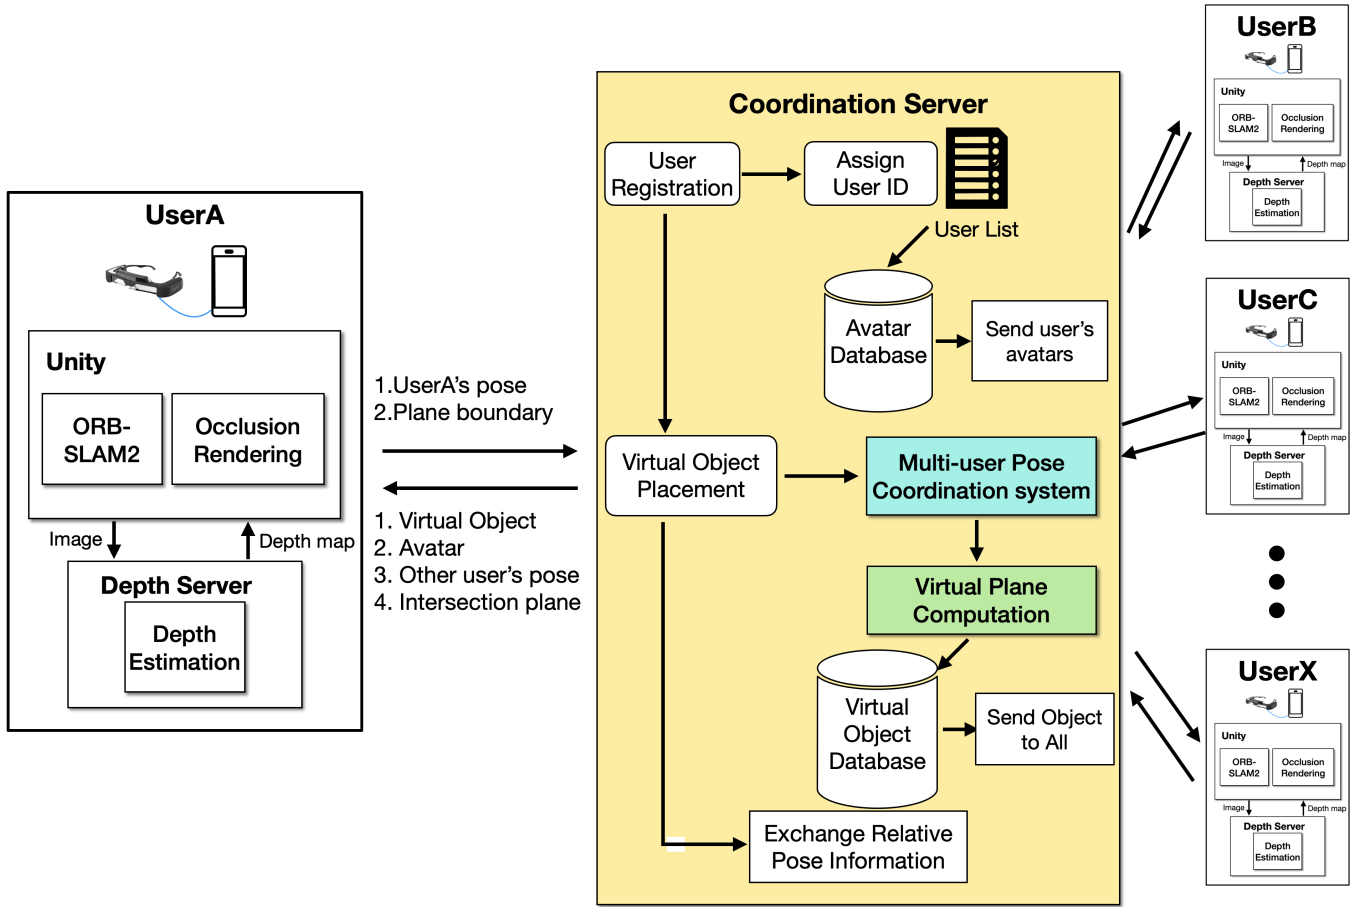 UserA
Unity
ORB-
SLAM2
Occlusion
Rendering
Image
Depth map
Depth Server
Depth
Estimation
1.UserA's pose
2.Plane boundary
1. Virtual Object
2. Avatar
3. Other user's pose
4. Intersection plane
Coordination Server
User
Registration
Assign
User ID
User List
Avatar
Database
Send user's
avatars
Virtual Object
Placement
Multi-user Pose
Coordination system
Virtual Plane
Computation
Virtual
Object
Database
Send Object
to All
Exchange Relative
Pose Information
UserB
Unity
ORB-
SLAM2
Occlusion
Rendering
Image
Depth map
Depth Server
Depth
Estimation
UserC
Unity
ORB-
SLAM2
Occlusion
Rendering
Image
Depth map
Depth Server
Depth
Estimation
UserX
Unity
ORB-
SLAM2
Occlusion
Rendering
Image
Depth map
Depth Server
Depth
Estimation